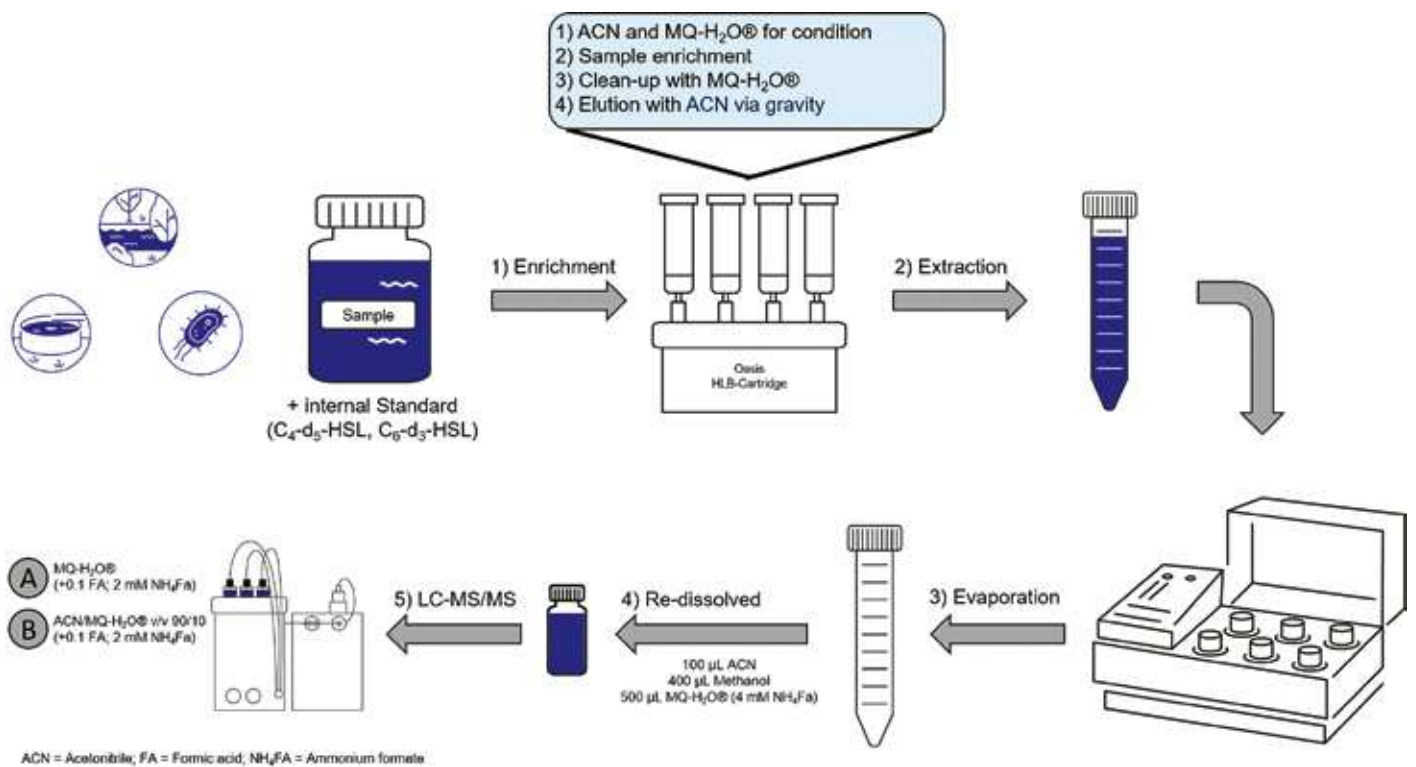 1) ACN and MQ-H₂O® for condition
2) Sample enrichment
3) Clean-up with MQ-H₂O®
4) Elution with ACN via gravity
1) Enrichment
2) Extraction
Sample
Oasis
HLB-Cartridge
+ internal Standard
(C₄-d₅-HSL, C₆-d₃-HSL)
A
MQ-H₂O®
(+0.1 FA; 2 mM NH₄Fa)
B
ACN/MQ-H₂O® v/v 90/10
(+0.1 FA; 2 mM NH₄Fa)
5) LC-MS/MS
4) Re-dissolved
100 µL ACN
400 µL Methanol
500 µL MQ-H₂O® (4 mM NH₄Fa)
3) Evaporation
ACN = Acetonitrile; FA = Formic acid; NH₄FA = Ammonium formate